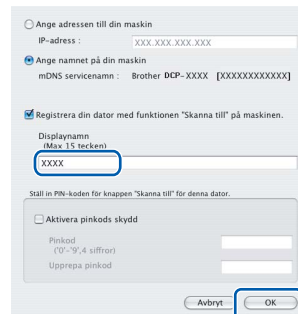 Ange adressen till din maskin
IP-adress : XXX.XXX.XXX.XXX
Ange namnet på din maskin
mDNS servicenamn : Brother DCP-XXXX [XXXXXXXXXXXX]
Registrera din dator med funktionen "Skanna till" på maskinen.
Displaynamn
(Max 15 tecken)
XXXX
Ställ in PIN-koden för knappen "Skanna till" för denna dator.
Aktivera pinkods skydd
Pinkod
('0'-'9',4 siffror)
Upprepa pinkod
Avbryt OK